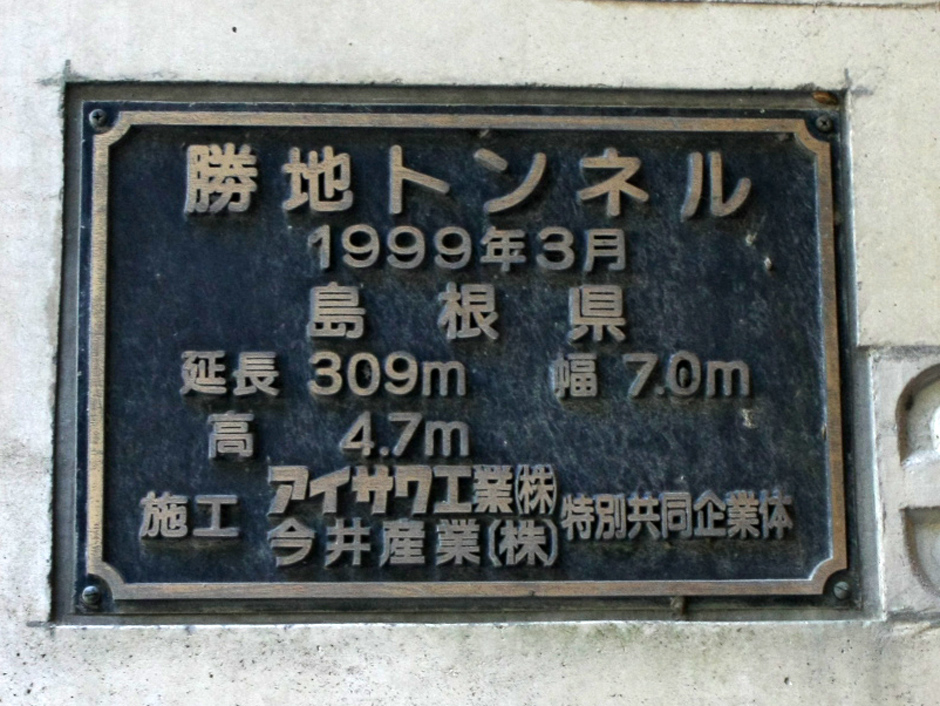 勝地トンネル
1999年3月
島根県
延長 309m 幅 7.0m
高 4.7m
施工 アイサワ工業(株) 特別共同企業体
今井産業(株)